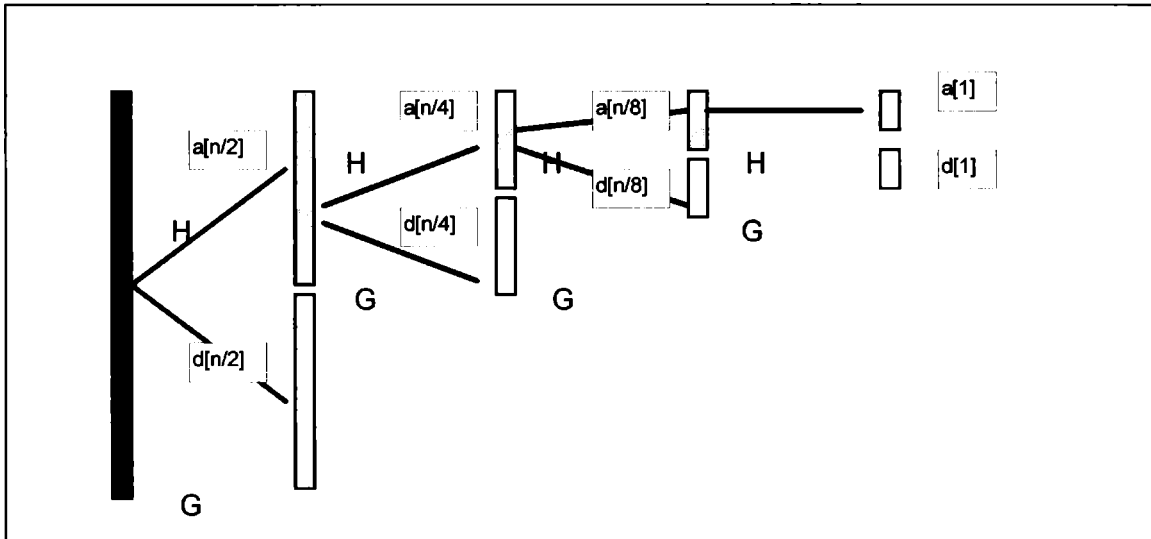 a[n/2]
H
d[n/2]
G
a[n/4]
H
d[n/4]
G
a[n/8]
H
d[n/8]
G
a[1]
H
d[1]
G